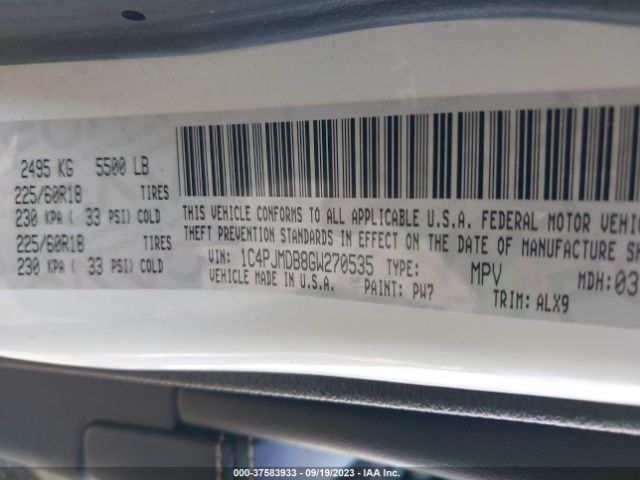 2495 KG 5500 LB
225/60R18 TIRES
230 KPA ( 33 PSI) COLD
225/60R18 TIRES
230 KPA ( 33 PSI) COLD
THIS VEHICLE CONFORMS TO ALL APPLICABLE U.S.A. FEDERAL MOTOR VEHIC
THEFT PREVENTION STANDARDS IN EFFECT ON THE DATE OF MANUFACTURE SH
VIN: 1C4PJMDB8GW270535 TYPE: MPV MDH:03
VEHICLE MADE IN U.S.A. PAINT: PW7 TRIM: ALX9
000-37583933 - 09/19/2023 - IAA Inc.